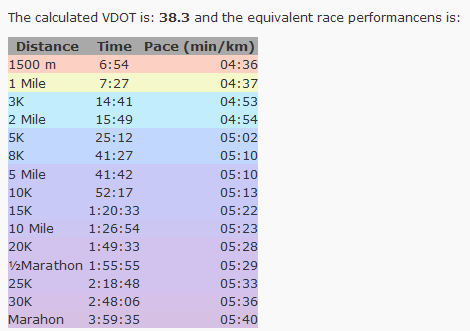 The calculated VDOT is: 38.3 and the equivalent race performancens is:
Distance Time Pace (min/km)
1500 m 6:54 04:36
1 Mile 7:27 04:37
3K 14:41 04:53
2 Mile 15:49 04:54
5K 25:12 05:02
8K 41:27 05:10
5 Mile 41:42 05:10
10K 52:17 05:13
15K 1:20:33 05:22
10 Mile 1:26:54 05:23
20K 1:49:33 05:28
½Marathon 1:55:55 05:29
25K 2:18:48 05:33
30K 2:48:06 05:36
Marahon 3:59:35 05:40